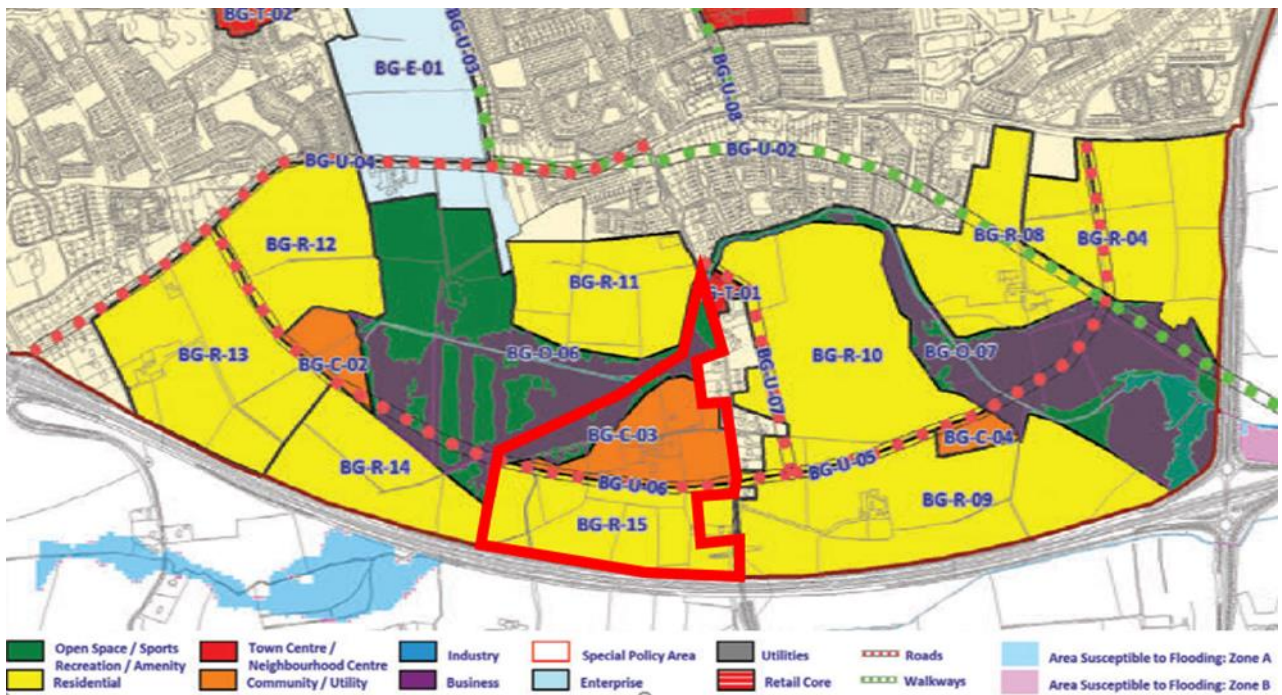 BG-T-02
BG-E-01
BG-U-03
BG-U-08
BG-U-04
BG-U-02
BG-R-12
BG-R-08
BG-R-04
BG-R-11
G-T-01
BG-R-13
BG-C-02
BG-O-06
BG-U-07
BG-R-10
BG-O-07
BG-C-03
BG-C-04
BG-R-14
BG-U-06
BG-U-05
BG-R-15
BG-R-09
Open Space / Sports
Recreation / Amenity
Residential
Town Centre /
Neighbourhood Centre
Community / Utility
Industry
Business
Special Policy Area
Enterprise
Utilities
Retail Core
Roads
Walkways
Area Susceptible to Flooding: Zone A
Area Susceptible to Flooding: Zone B